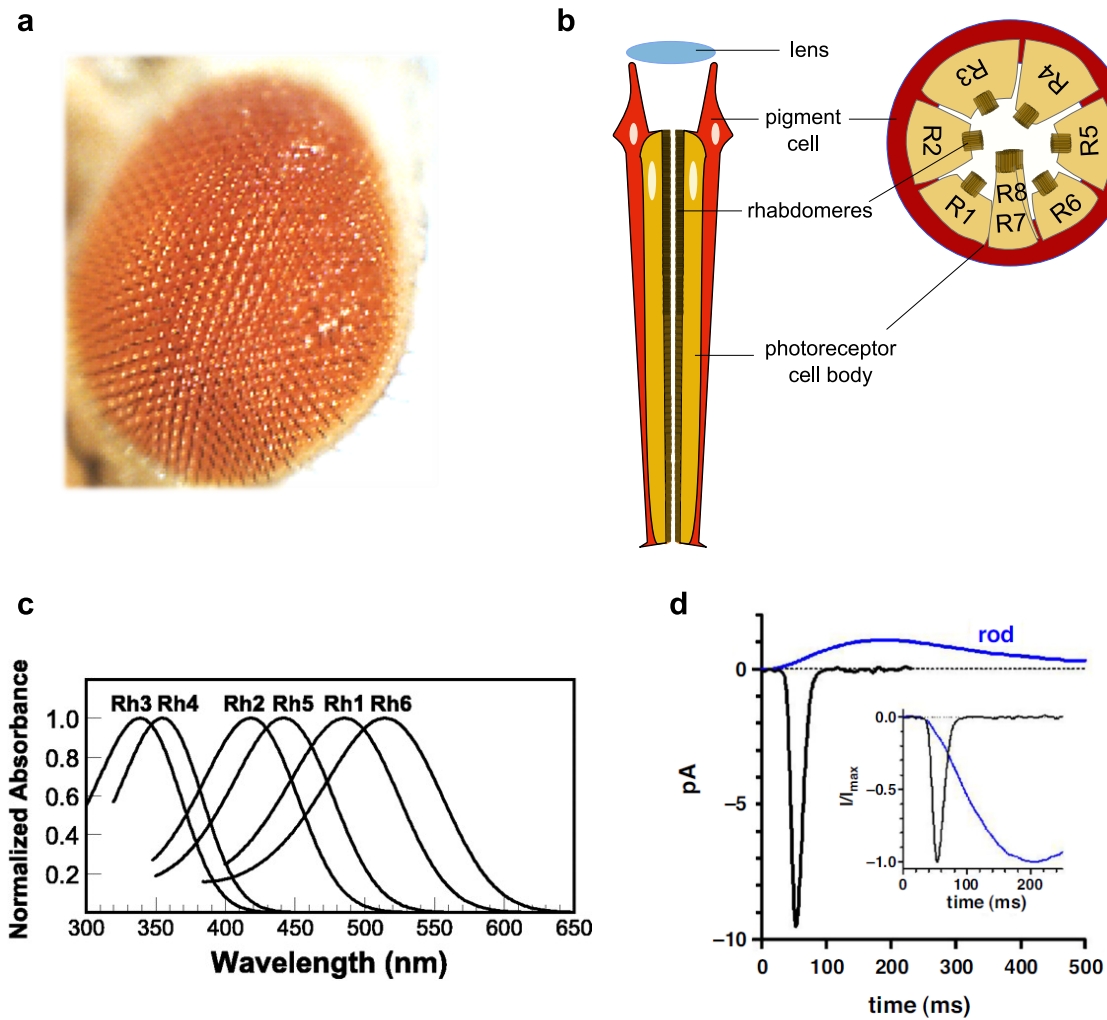 a
b
lens
pigment
cell
rhabdomeres
photoreceptor
cell body
R3
R4
R2
R5
R1
R8
R7
R6
c
Normalized Absorbance
1.0
0.8
0.6
0.4
0.2
Rh3 Rh4 Rh2 Rh5 Rh1 Rh6
300 350 400 450 500 550 600 650
Wavelength (nm)
d
rod
pA
0
−5
−10
0 100 200 300 400 500
time (ms)
I/Imax
0.0
−0.5
−1.0
0 100 200
time (ms)